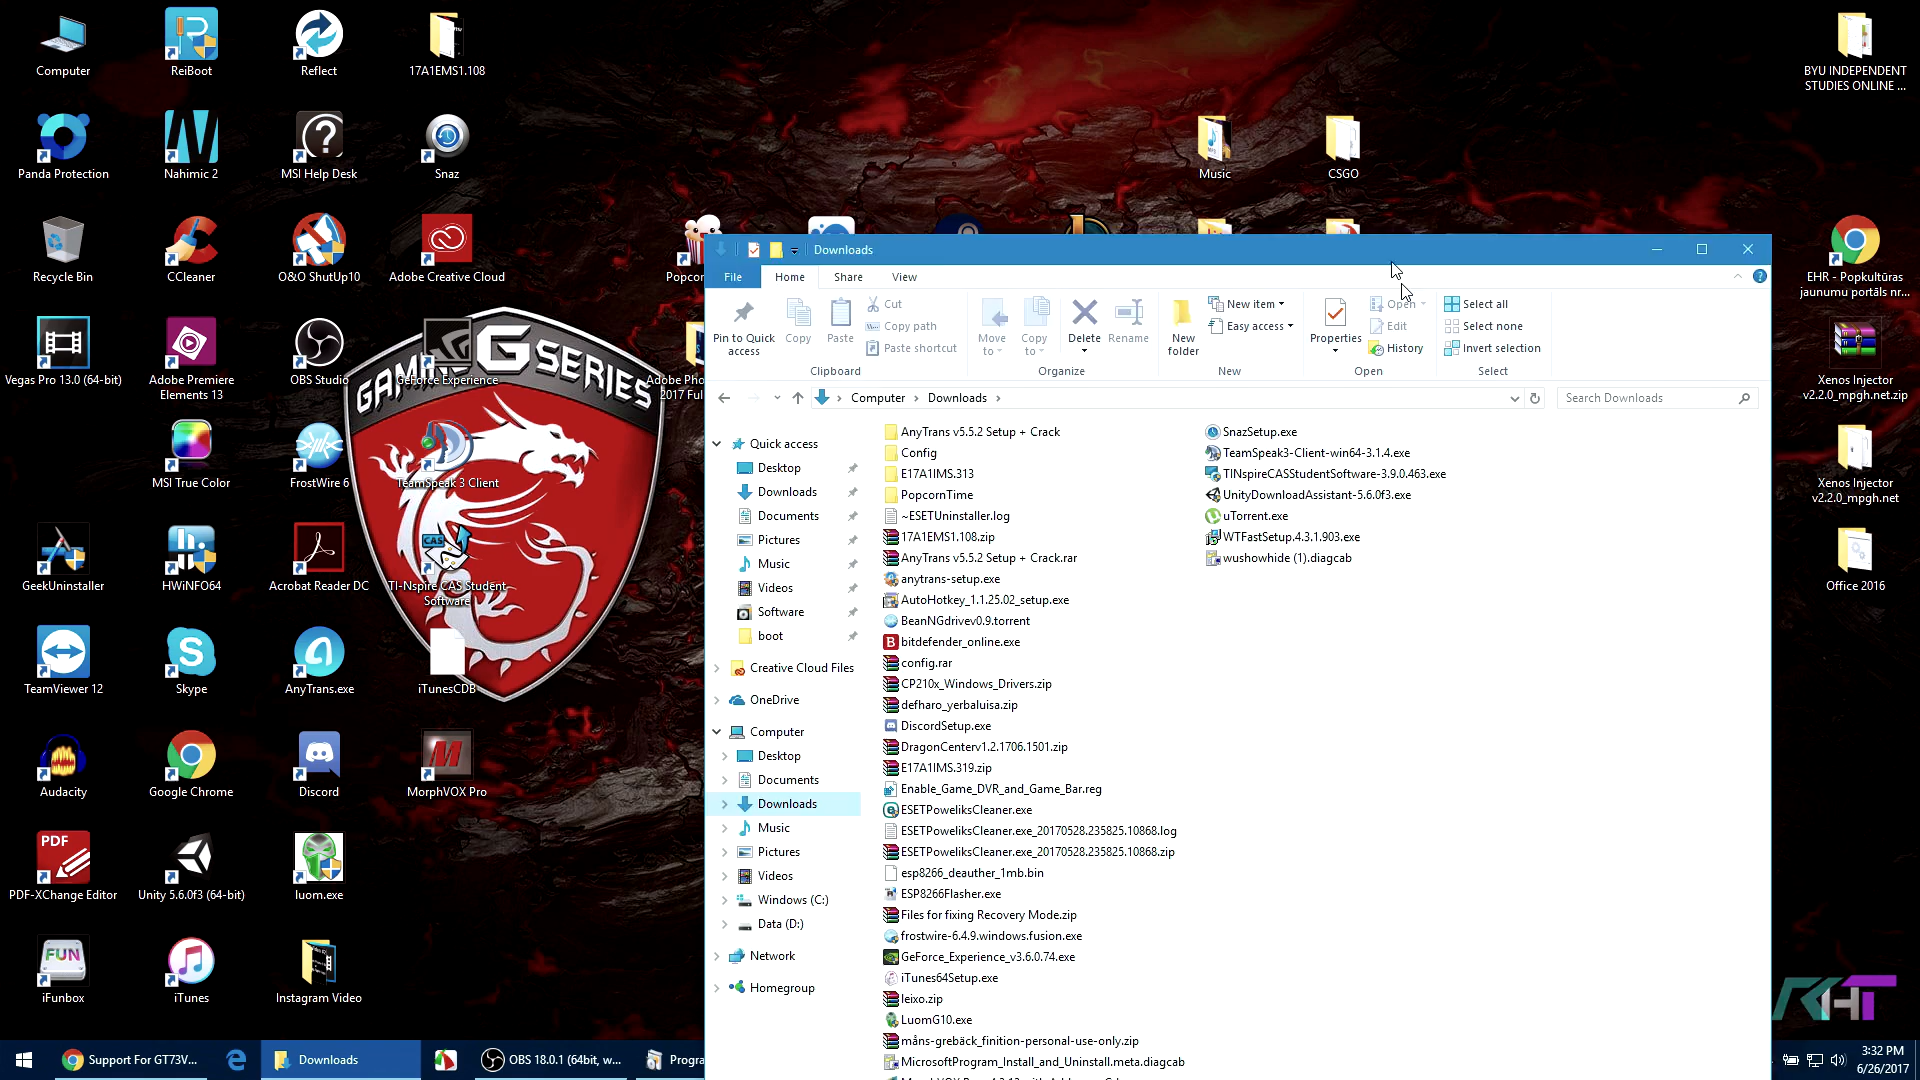 Computer
ReiBoot
Reflect
17A1EMS1.108
BYU INDEPENDENT
STUDIES ONLINE ...
Panda Protection
Nahimic 2
MSI Help Desk
Snaz
Music
CSGO
Recycle Bin
CCleaner
O&O ShutUp10
Adobe Creative Cloud
EHR - Popkultūras
jaunumu portāls nr...
Vegas Pro 13.0 (64-bit)
Adobe Premiere
Elements 13
OBS Studio
GeForce Experience
Adobe Pho
2017 Ful
Xenos Injector
v2.2.0_mpgh.net.zip
MSI True Color
FrostWire 6
TeamSpeak 3 Client
Xenos Injector
v2.2.0_mpgh.net
GeekUninstaller
HWiNFO64
Acrobat Reader DC
TI-Nspire CAS Student
Software
Office 2016
TeamViewer 12
Skype
AnyTrans.exe
iTunesCDB
Audacity
Google Chrome
Discord
MorphVOX Pro
PDF-XChange Editor
Unity 5.6.0f3 (64-bit)
luom.exe
iFunbox
iTunes
Instagram Video
GAMING G SERIES
PDF
FUN
CAS
Popcor
Downloads
File
Home
Share
View
Pin to Quick
access
Copy
Paste
Cut
Copy path
Paste shortcut
Clipboard
Move
to
Copy
to
Delete
Rename
Organize
New
folder
New item
Easy access
New
Properties
Open
Edit
History
Open
Select all
Select none
Invert selection
Select
Computer
Downloads
Search Downloads
Quick access
Desktop
Downloads
Documents
Pictures
Music
Videos
Software
boot
Creative Cloud Files
OneDrive
Computer
Desktop
Documents
Downloads
Music
Pictures
Videos
Windows (C:)
Data (D:)
Network
Homegroup
AnyTrans v5.5.2 Setup + Crack
Config
E17A1IMS.313
PopcornTime
~ESETUninstaller.log
17A1EMS1.108.zip
AnyTrans v5.5.2 Setup + Crack.rar
anytrans-setup.exe
AutoHotkey_1.1.25.02_setup.exe
BeanNGdrivev0.9.torrent
bitdefender_online.exe
config.rar
CP210x_Windows_Drivers.zip
defharo_yerbaluisa.zip
DiscordSetup.exe
DragonCenterv1.2.1706.1501.zip
E17A1IMS.319.zip
Enable_Game_DVR_and_Game_Bar.reg
ESETPoweliksCleaner.exe
ESETPoweliksCleaner.exe_20170528.235825.10868.log
ESETPoweliksCleaner.exe_20170528.235825.10868.zip
esp8266_deauther_1mb.bin
ESP8266Flasher.exe
Files for fixing Recovery Mode.zip
frostwire-6.4.9.windows.fusion.exe
GeForce_Experience_v3.6.0.74.exe
iTunes64Setup.exe
leixo.zip
LuomG10.exe
måns-grebäck_finition-personal-use-only.zip
MicrosoftProgram_Install_and_Uninstall.meta.diagcab
SnazSetup.exe
TeamSpeak3-Client-win64-3.1.4.exe
TINspireCASStudentSoftware-3.9.0.463.exe
UnityDownloadAssistant-5.6.0f3.exe
uTorrent.exe
WTFastSetup.4.3.1.903.exe
wushowhide (1).diagcab
RHT
Support For GT73V...
Downloads
OBS 18.0.1 (64bit, w...
Progra
3:32 PM
6/26/2017